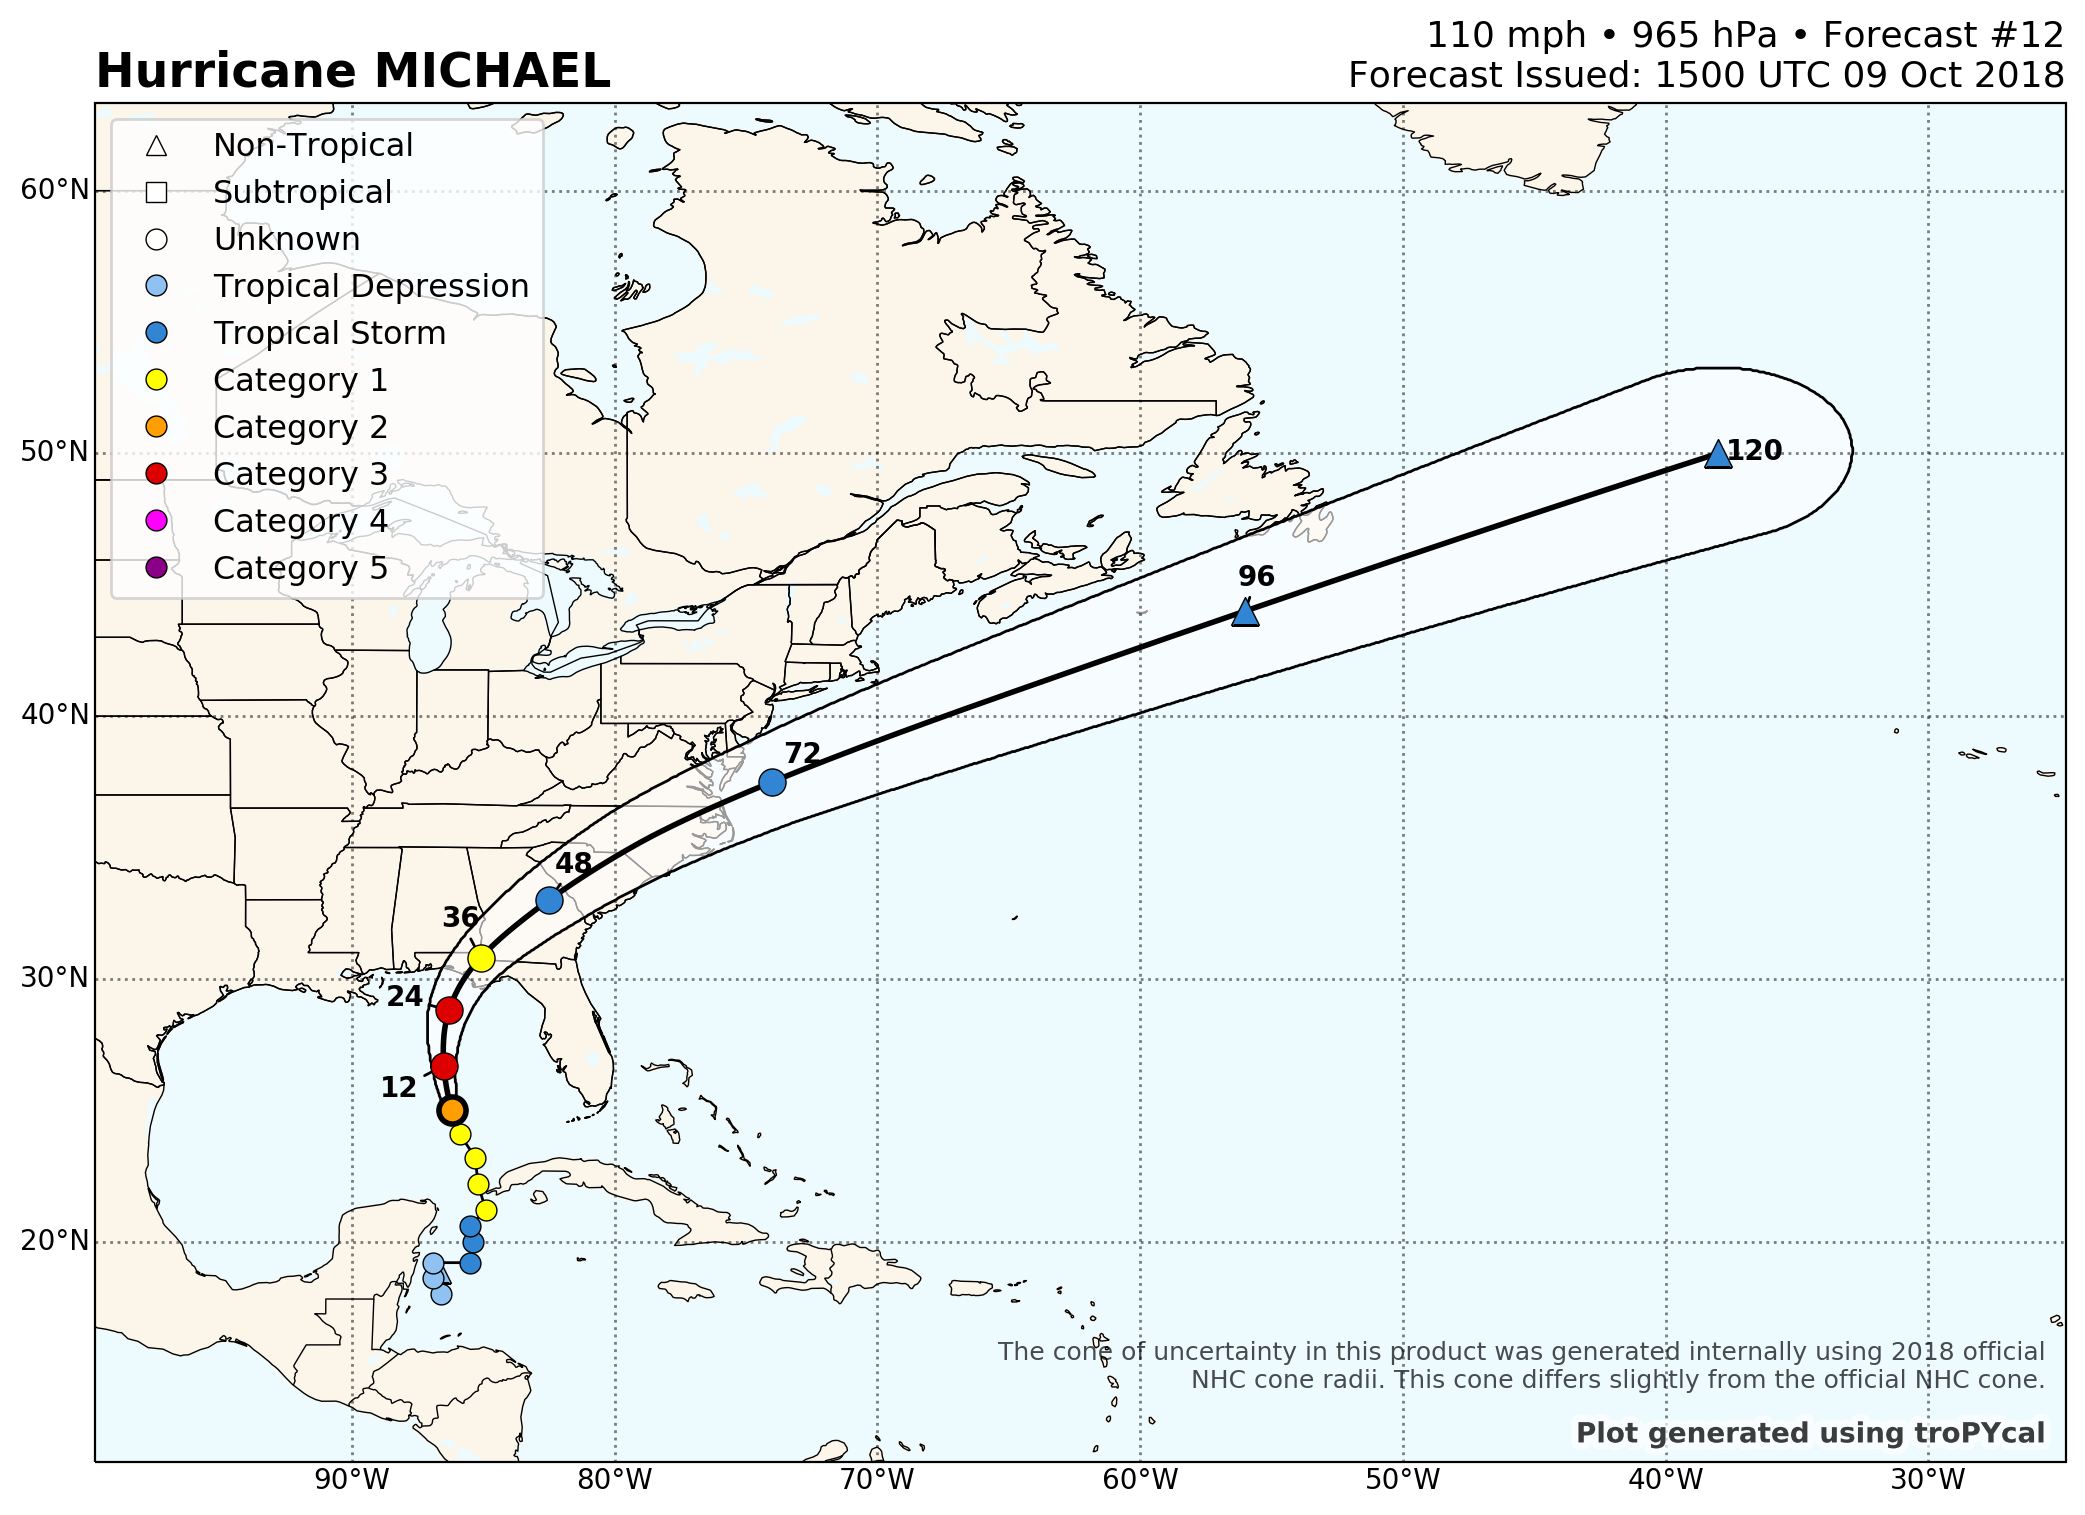 110 mph • 965 hPa • Forecast #12
Hurricane MICHAEL
Forecast Issued: 1500 UTC 09 Oct 2018
Non-Tropical
Subtropical
Unknown
Tropical Depression
Tropical Storm
Category 1
Category 2
Category 3
Category 4
Category 5
60°N
50°N
40°N
30°N
20°N
120
96
72
48
36
24
12
The cone of uncertainty in this product was generated internally using 2018 official
NHC cone radii. This cone differs slightly from the official NHC cone.
Plot generated using troPYcal
90°W
80°W
70°W
60°W
50°W
40°W
30°W